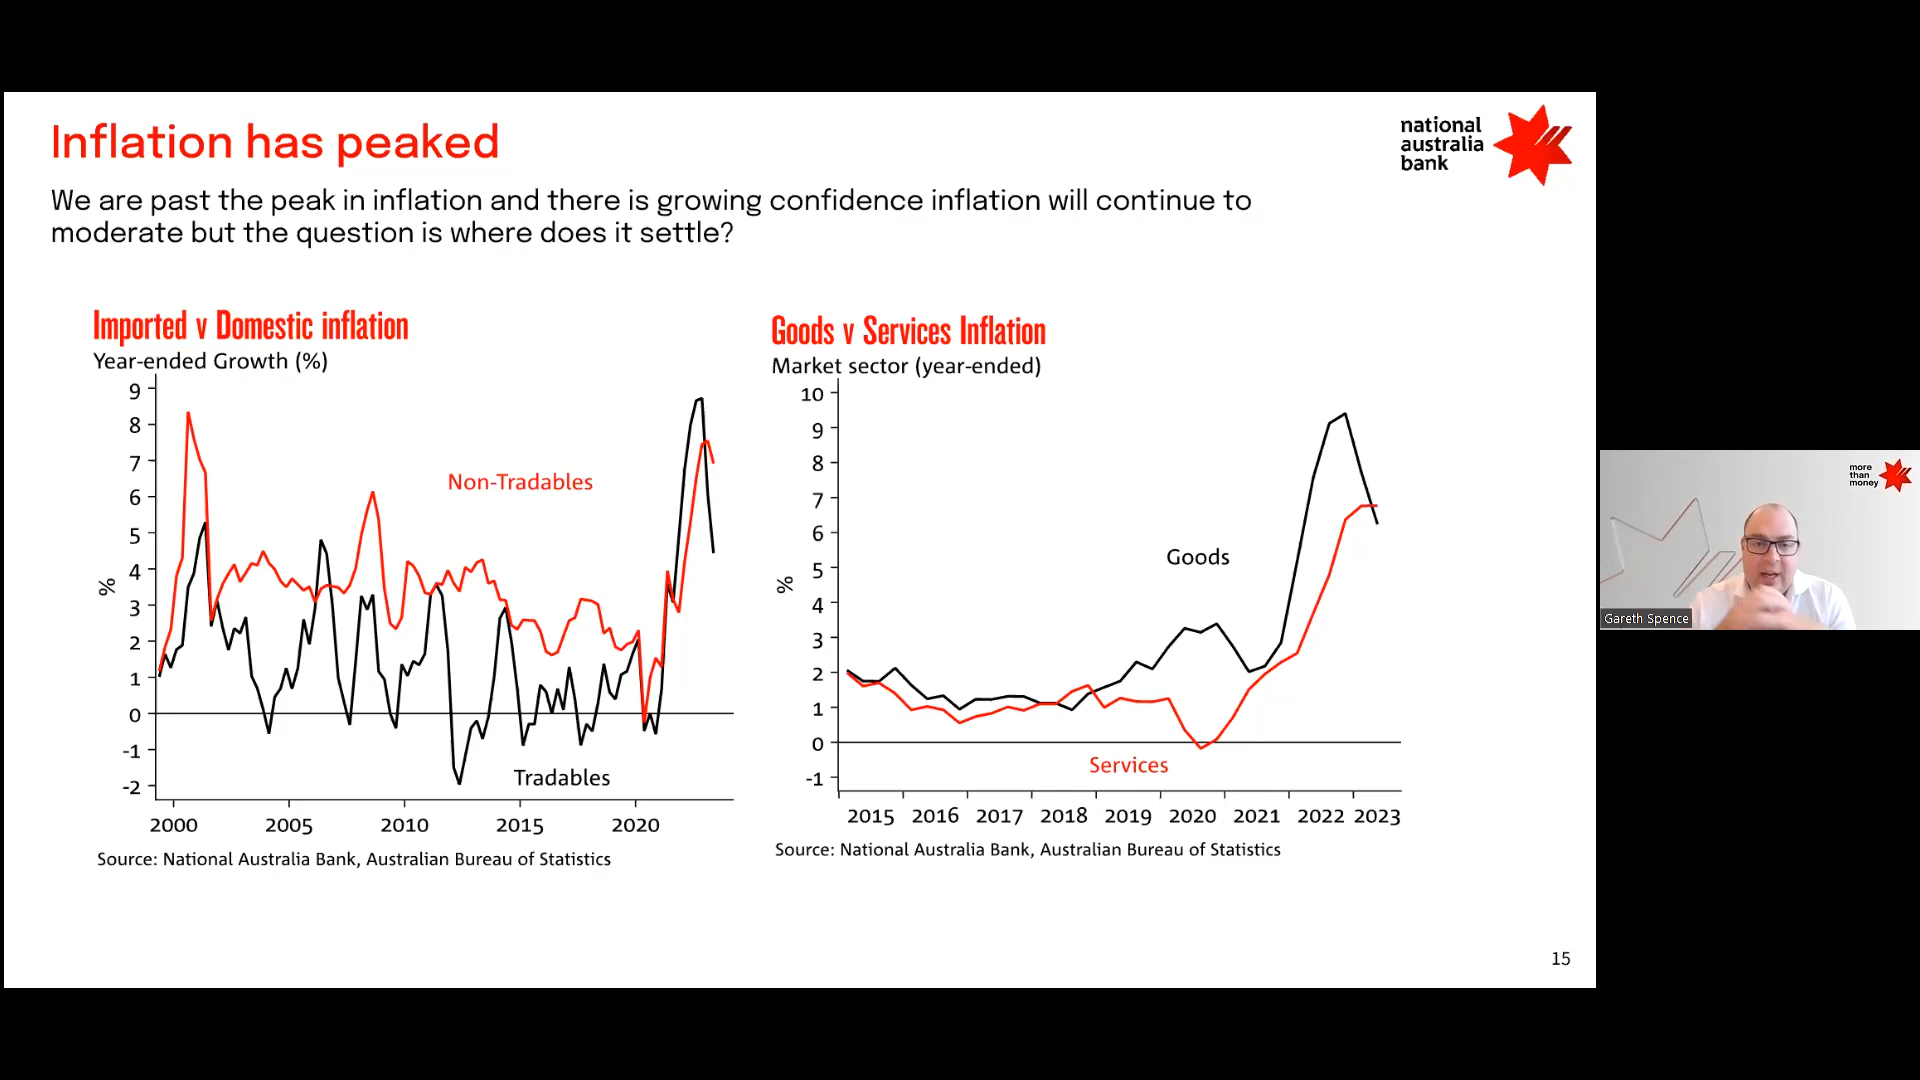 Inflation has peaked
national
australia
bank
We are past the peak in inflation and there is growing confidence inflation will continue to
moderate but the question is where does it settle?
Imported v Domestic inflation
Year-ended Growth (%)
9
8
7
6
5
4
3
2
1
0
-1
-2
%
Non-Tradables
Tradables
2000 2005 2010 2015 2020
Source: National Australia Bank, Australian Bureau of Statistics
Goods v Services Inflation
Market sector (year-ended)
10
9
8
7
6
5
4
3
2
1
0
-1
%
Goods
Services
2015 2016 2017 2018 2019 2020 2021 2022 2023
Source: National Australia Bank, Australian Bureau of Statistics
15
more
than
money
Gareth Spence